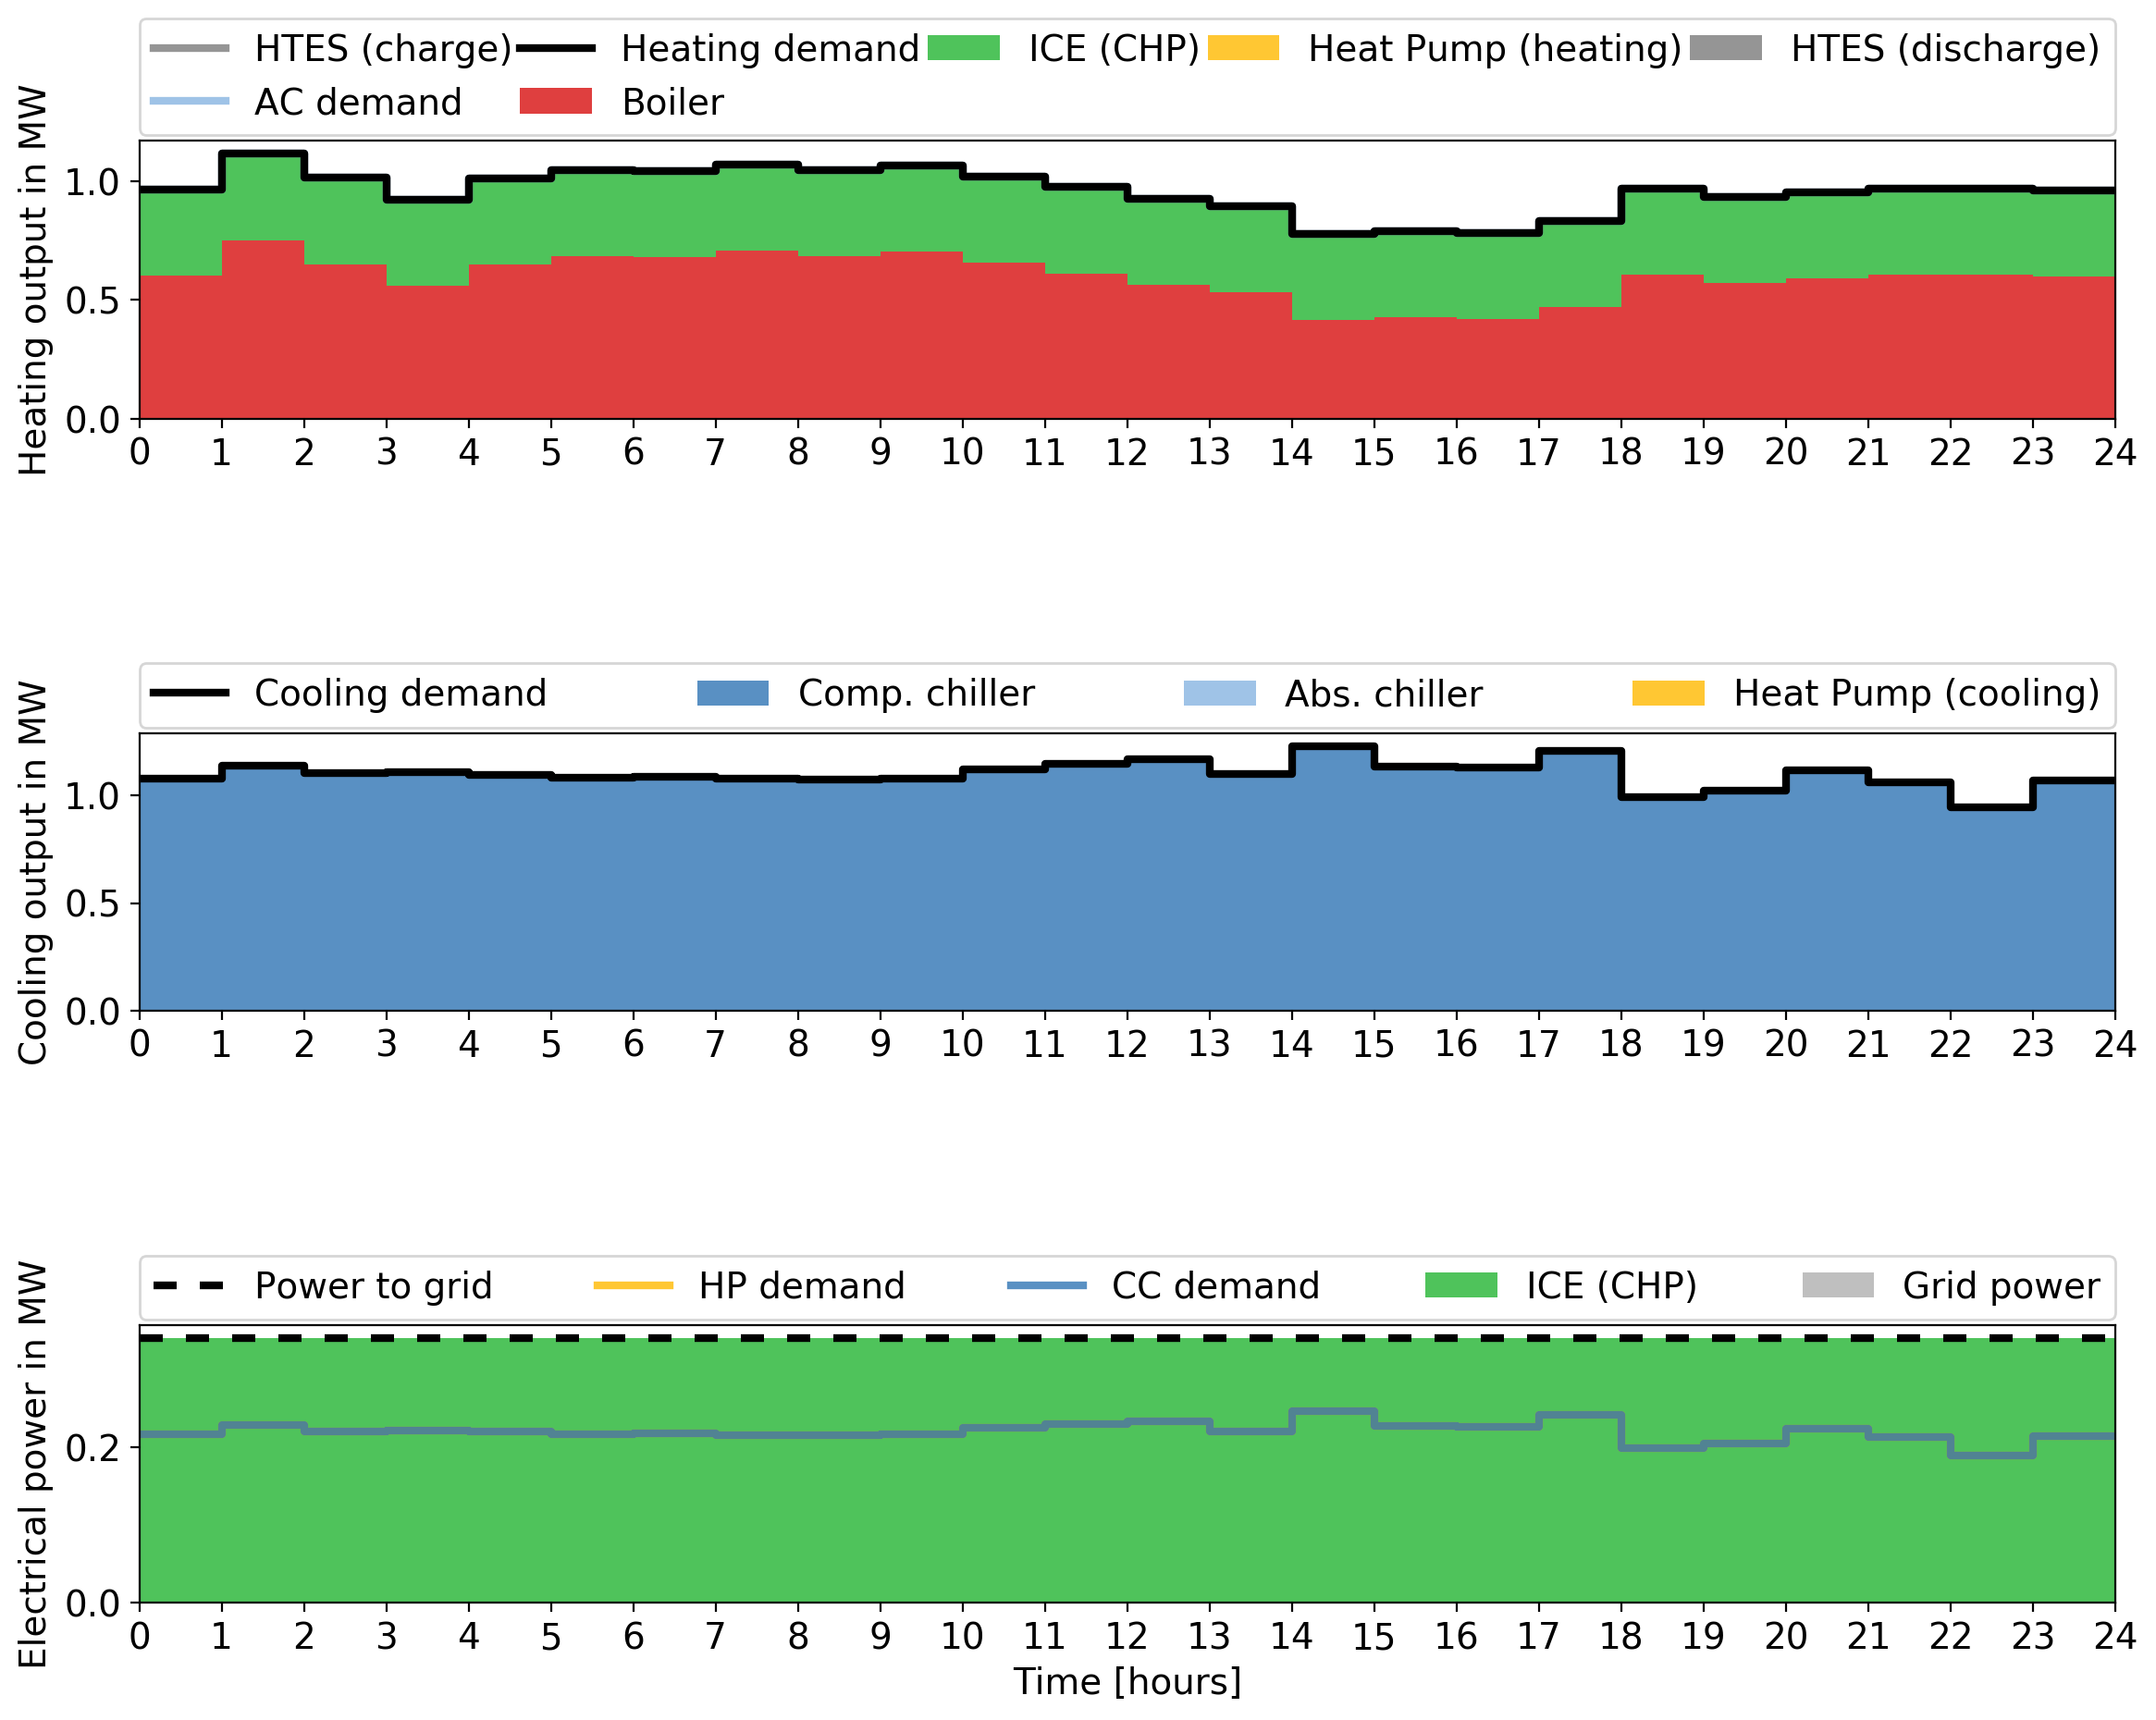 HTES (charge) Heating demand ICE (CHP) Heat Pump (heating) HTES (discharge)
AC demand Boiler
Heating output in MW
1.0
0.5
0.0
0 1 2 3 4 5 6 7 8 9 10 11 12 13 14 15 16 17 18 19 20 21 22 23 24
Cooling demand Comp. chiller Abs. chiller Heat Pump (cooling)
Cooling output in MW
1.0
0.5
0.0
0 1 2 3 4 5 6 7 8 9 10 11 12 13 14 15 16 17 18 19 20 21 22 23 24
Power to grid HP demand CC demand ICE (CHP) Grid power
Electrical power in MW
0.2
0.0
0 1 2 3 4 5 6 7 8 9 10 11 12 13 14 15 16 17 18 19 20 21 22 23 24
Time [hours]